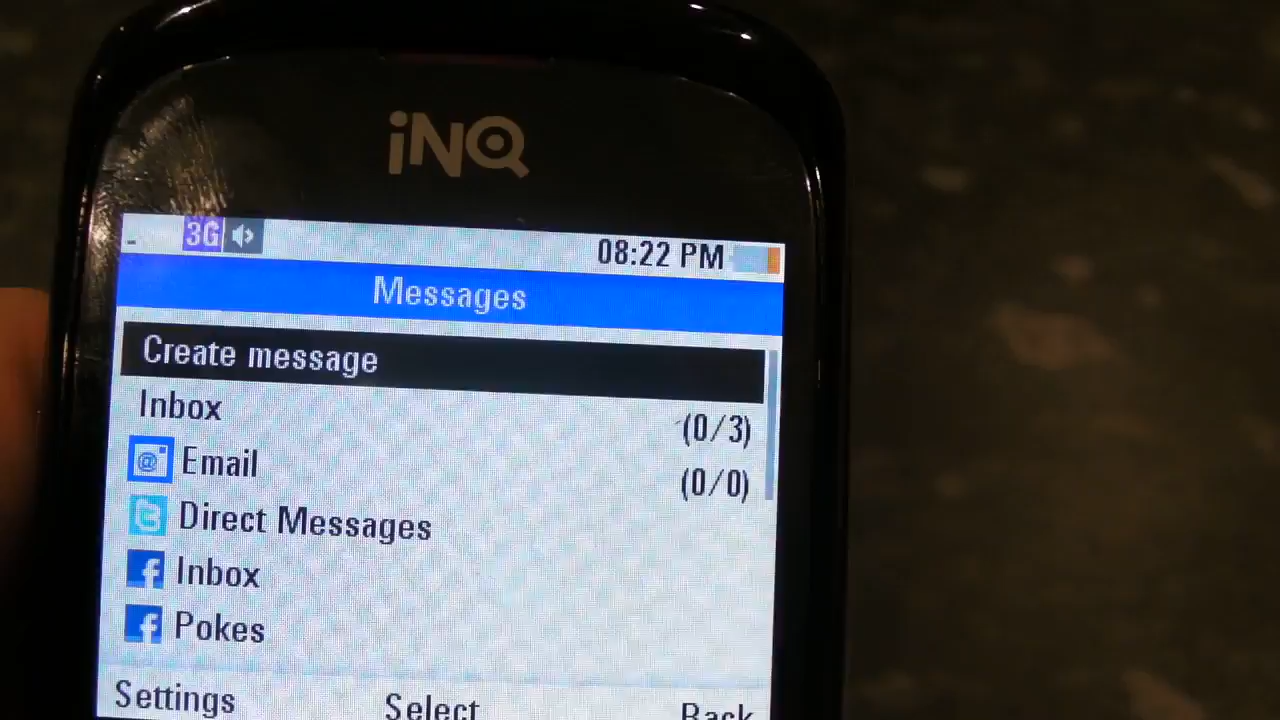 iNQ
3G 08:22 PM
Messages
Create message
Inbox (0/3)
Email (0/0)
Direct Messages
Inbox
Pokes
Settings Select Back